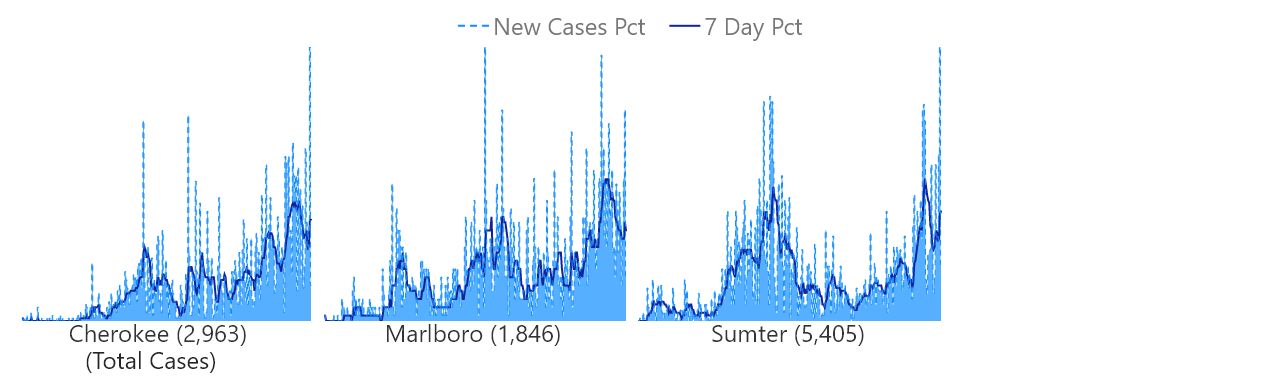 New Cases Pct 7 Day Pct
Cherokee (2,963) Marlboro (1,846) Sumter (5,405)
(Total Cases)